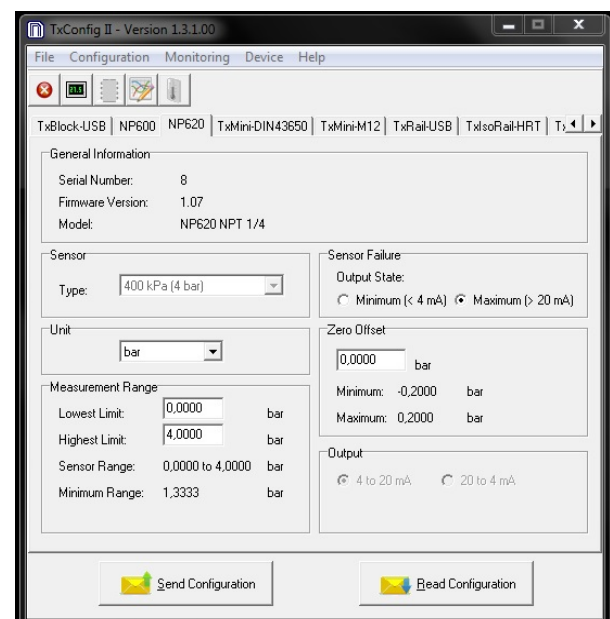 TxConfig II - Version 1.3.1.00
File Configuration Monitoring Device Help
TxBlock-USB NP600 NP620 TxMini-DIN43650 TxMini-M12 TxRail-USB TxIsoRail-HRT
General Information
Serial Number: 8
Firmware Version: 1.07
Model: NP620 NPT 1/4
Sensor
Type: 400 kPa (4 bar)
Sensor Failure
Output State:
Minimum (< 4 mA) Maximum (> 20 mA)
Unit
bar
Zero Offset
0,0000 bar
Minimum: -0,2000 bar
Maximum: 0,2000 bar
Measurement Range
Lowest Limit: 0,0000 bar
Highest Limit: 4,0000 bar
Sensor Range: 0,0000 to 4,0000 bar
Minimum Range: 1,3333 bar
Output
4 to 20 mA 20 to 4 mA
Send Configuration
Read Configuration